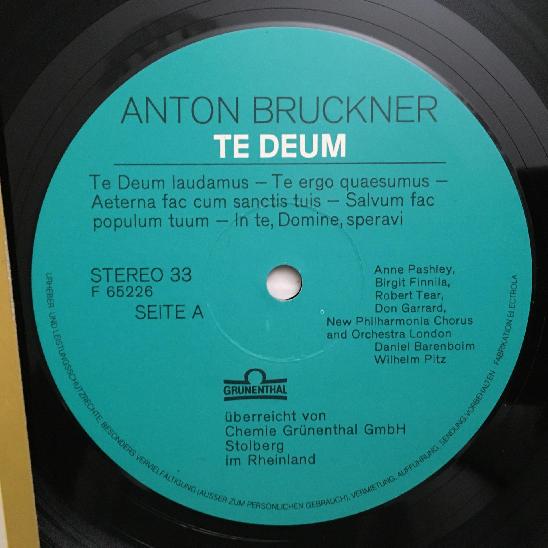 ANTON BRUCKNER
TE DEUM
Te Deum laudamus – Te ergo quaesumus –
Aeterna fac cum sanctis tuis – Salvum fac
populum tuum – In te, Domine, speravi
STEREO 33
F 65226
SEITE A
Anne Pashley,
Birgit Finnila,
Robert Tear,
Don Garrard,
New Philharmonia Chorus
and Orchestra London
Daniel Barenboim
Wilhelm Pitz
GRÜNENTHAL
überreicht von
Chemie Grünenthal GmbH
Stolberg
im Rheinland
URHEBER- UND LEISTUNGSSCHUTZRECHTE, BESONDERS VERVIELFÄLTIGUNG (AUSSER ZUM PERSÖNLICHEN GEBRAUCH), VERMIETUNG, AUFFÜHRUNG, SENDUNG VORBEHALTEN · FABRIKATION ELECTROLA